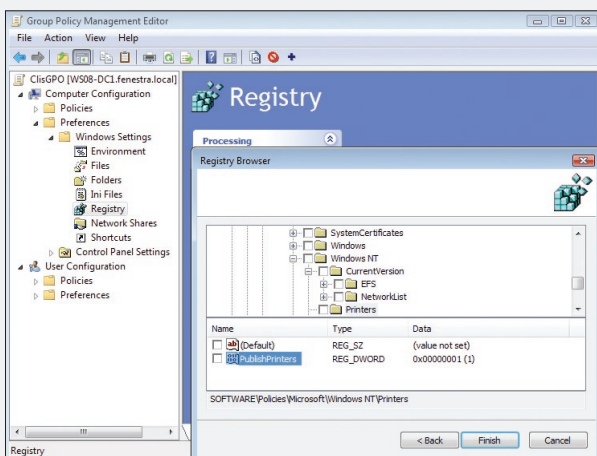 Group Policy Management Editor
File Action View Help
ClisGPO [WS08-DC1.fenestra.local]
Computer Configuration
Policies
Preferences
Windows Settings
Environment
Files
Folders
Ini Files
Registry
Network Shares
Shortcuts
Control Panel Settings
User Configuration
Policies
Preferences
Registry
Processing
Registry Browser
SystemCertificates
Windows
Windows NT
CurrentVersion
EFS
NetworkList
Printers
Name Type Data
(Default) REG_SZ (value not set)
PublishPrinters REG_DWORD 0x00000001 (1)
SOFTWARE\Policies\Microsoft\Windows NT\Printers
< Back Finish Cancel
Registry